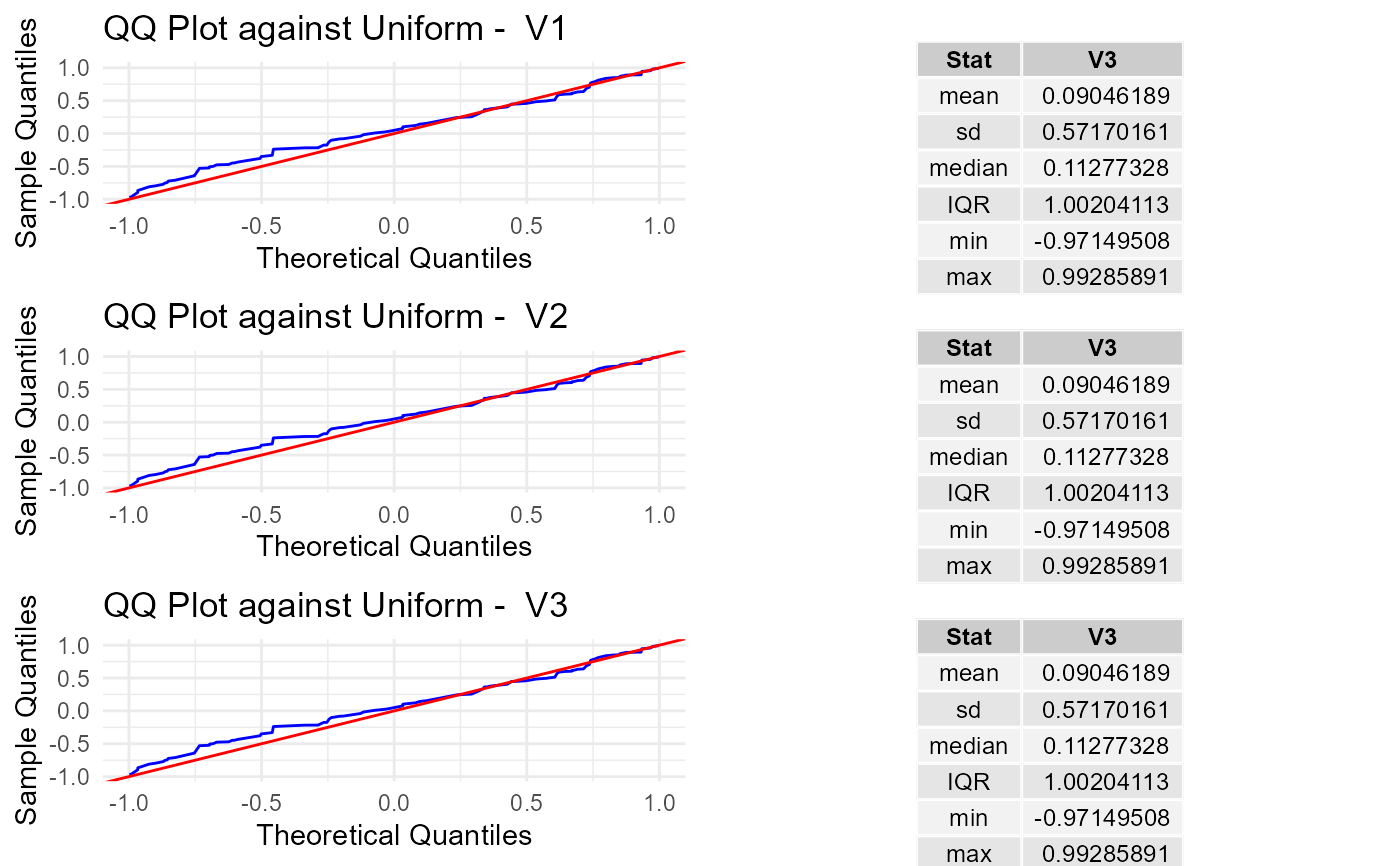 QQ Plot against Uniform -  V1
Sample Quantiles
1.0
0.5
0.0
-0.5
-1.0
-1.0 -0.5 0.0 0.5 1.0
Theoretical Quantiles
Stat V3
mean 0.09046189
sd 0.57170161
median 0.11277328
IQR 1.00204113
min -0.97149508
max 0.99285891
QQ Plot against Uniform -  V2
Sample Quantiles
1.0
0.5
0.0
-0.5
-1.0
-1.0 -0.5 0.0 0.5 1.0
Theoretical Quantiles
Stat V3
mean 0.09046189
sd 0.57170161
median 0.11277328
IQR 1.00204113
min -0.97149508
max 0.99285891
QQ Plot against Uniform -  V3
Sample Quantiles
1.0
0.5
0.0
-0.5
-1.0
-1.0 -0.5 0.0 0.5 1.0
Theoretical Quantiles
Stat V3
mean 0.09046189
sd 0.57170161
median 0.11277328
IQR 1.00204113
min -0.97149508
max 0.99285891